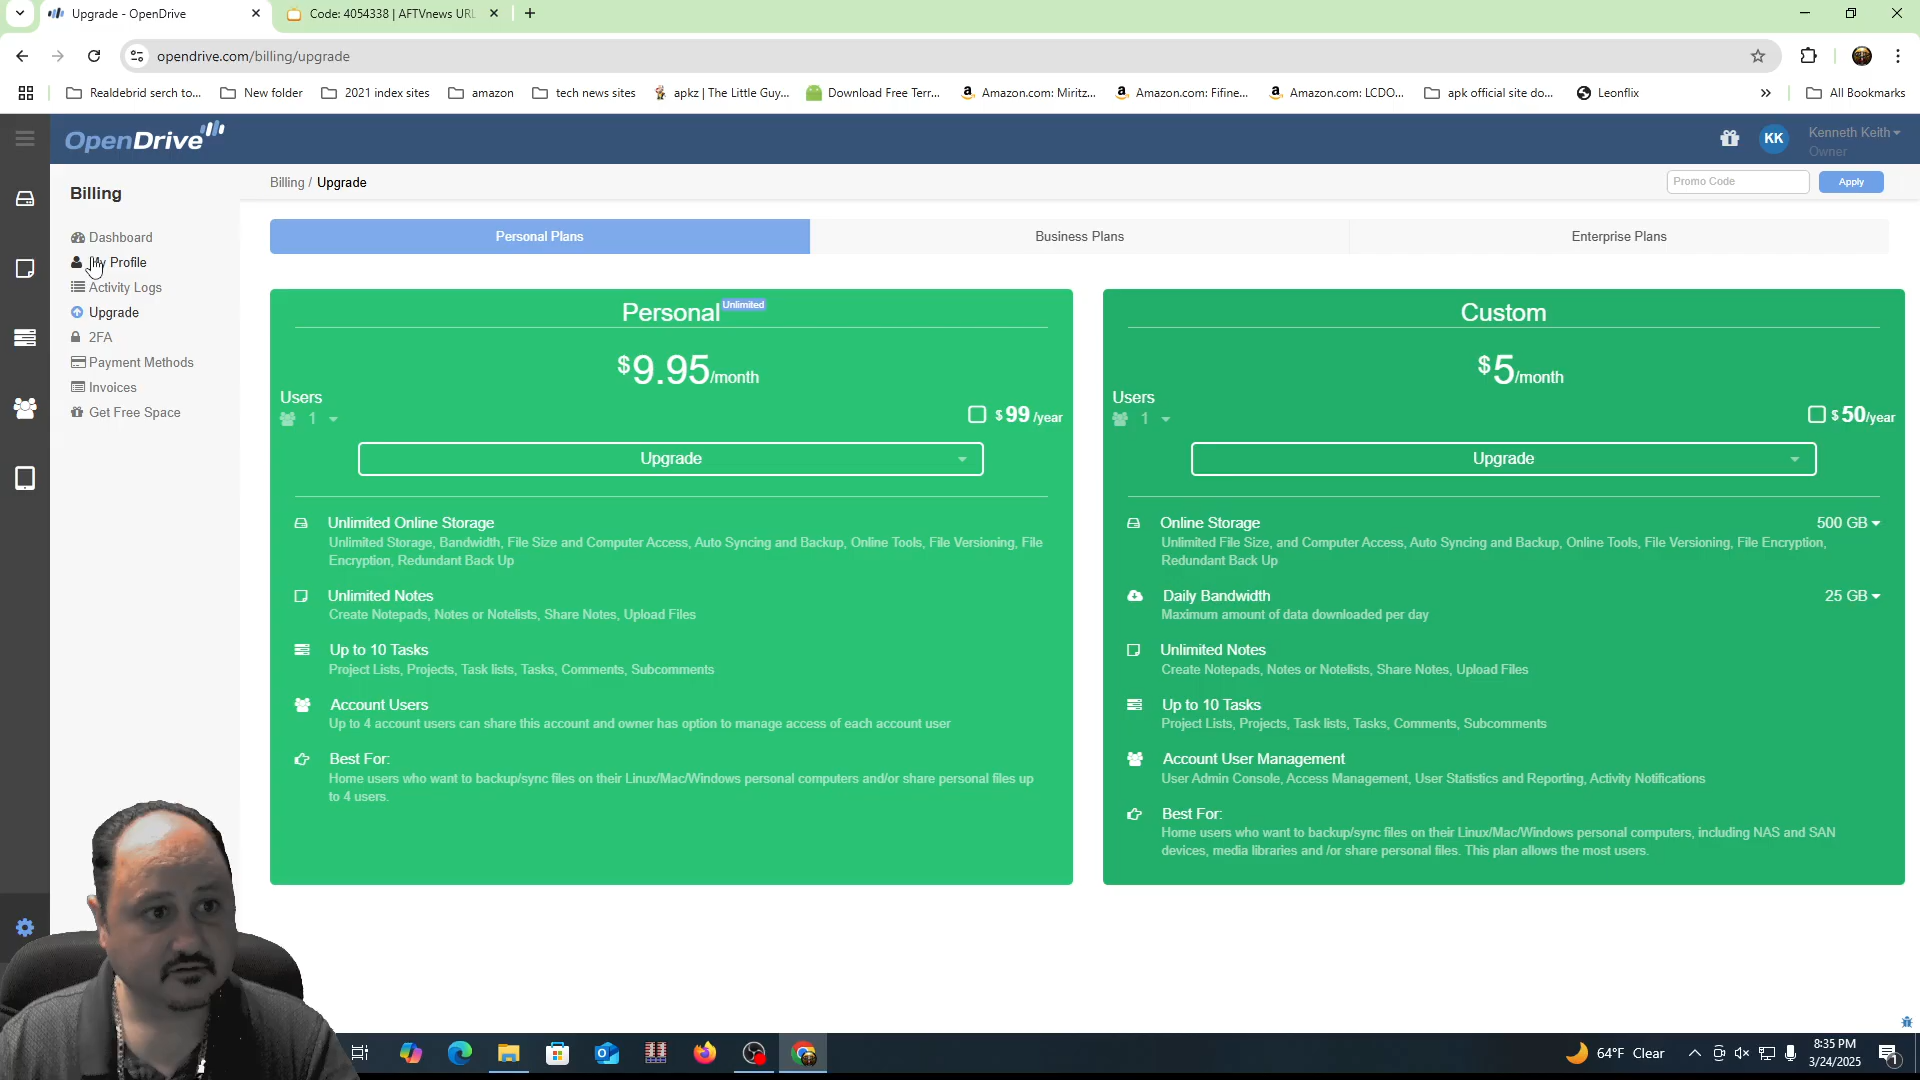 Upgrade - OpenDrive
Code: 4054338 | AFTVnews URL
opendrive.com/billing/upgrade
Realdebrid serch to...
New folder
2021 index sites
amazon
tech news sites
apkz | The Little Guy...
Download Free Terr...
Amazon.com: Miritz...
Amazon.com: Fifine...
Amazon.com: LCDO...
apk official site do...
Leonflix
All Bookmarks
OpenDrive
KK
Kenneth Keith
Owner
Billing
Billing / Upgrade
Promo Code
Apply
Dashboard
My Profile
Activity Logs
Upgrade
2FA
Payment Methods
Invoices
Get Free Space
Personal Plans
Business Plans
Enterprise Plans
Personal Unlimited
$9.95/month
Users
1
$99/year
Upgrade
Unlimited Online Storage
Unlimited Storage, Bandwidth, File Size and Computer Access, Auto Syncing and Backup, Online Tools, File Versioning, File
Encryption, Redundant Back Up
Unlimited Notes
Create Notepads, Notes or Notelists, Share Notes, Upload Files
Up to 10 Tasks
Project Lists, Projects, Task lists, Tasks, Comments, Subcomments
Account Users
Up to 4 account users can share this account and owner has option to manage access of each account user
Best For:
Home users who want to backup/sync files on their Linux/Mac/Windows personal computers and/or share personal files up
to 4 users.
Custom
$5/month
Users
1
$50/year
Upgrade
Online Storage
500 GB
Unlimited File Size, and Computer Access, Auto Syncing and Backup, Online Tools, File Versioning, File Encryption,
Redundant Back Up
Daily Bandwidth
25 GB
Maximum amount of data downloaded per day
Unlimited Notes
Create Notepads, Notes or Notelists, Share Notes, Upload Files
Up to 10 Tasks
Project Lists, Projects, Task lists, Tasks, Comments, Subcomments
Account User Management
User Admin Console, Access Management, User Statistics and Reporting, Activity Notifications
Best For:
Home users who want to backup/sync files on their Linux/Mac/Windows personal computers, including NAS and SAN
devices, media libraries and /or share personal files. This plan allows the most users.
64°F Clear
8:35 PM
3/24/2025
1